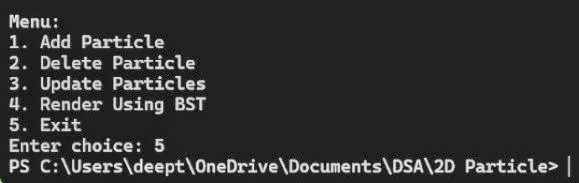 Menu:
1. Add Particle
2. Delete Particle
3. Update Particles
4. Render Using BST
5. Exit
Enter choice: 5
PS C:\Users\deept\OneDrive\Documents\DSA\2D Particle>